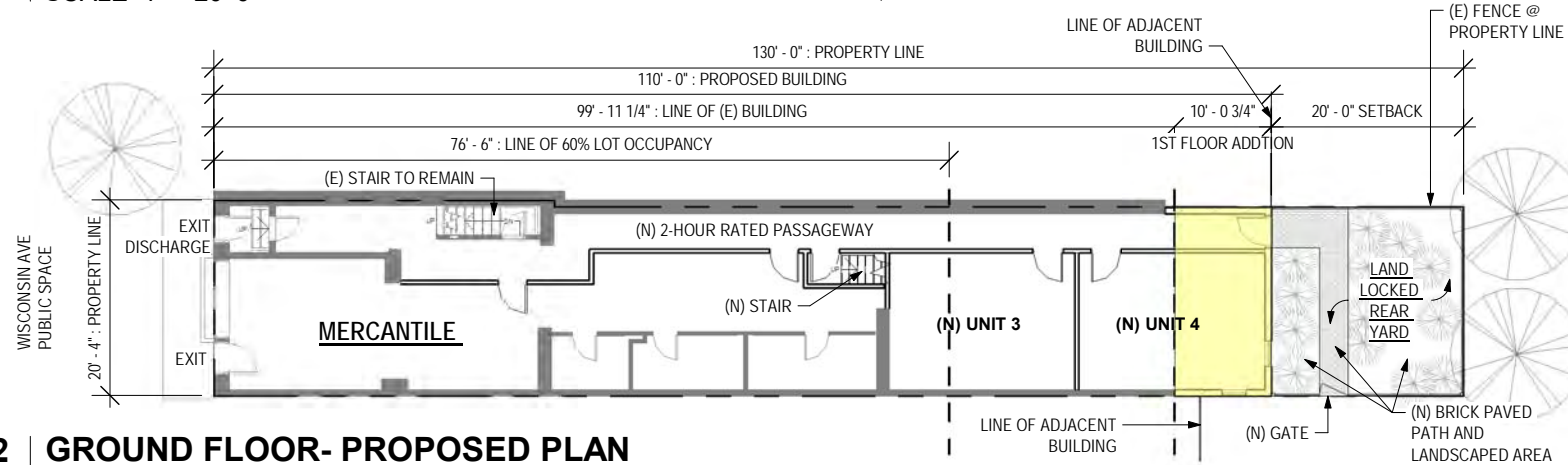 (E) FENCE @
PROPERTY LINE
LINE OF ADJACENT
BUILDING
130' - 0" : PROPERTY LINE
110' - 0" : PROPOSED BUILDING
99' - 11 1/4" : LINE OF (E) BUILDING
10' - 0 3/4"
20' - 0" SETBACK
76' - 6" : LINE OF 60% LOT OCCUPANCY
1ST FLOOR ADDTION
(E) STAIR TO REMAIN
WISCONSIN AVE
PUBLIC SPACE
20' - 4" : PROPERTY LINE
EXIT
DISCHARGE
(N) 2-HOUR RATED PASSAGEWAY
MERCANTILE
EXIT
(N) STAIR
(N) UNIT 3
(N) UNIT 4
LAND
LOCKED
REAR
YARD
LINE OF ADJACENT
BUILDING
(N) GATE
(N) BRICK PAVED
PATH AND
LANDSCAPED AREA
2 GROUND FLOOR- PROPOSED PLAN